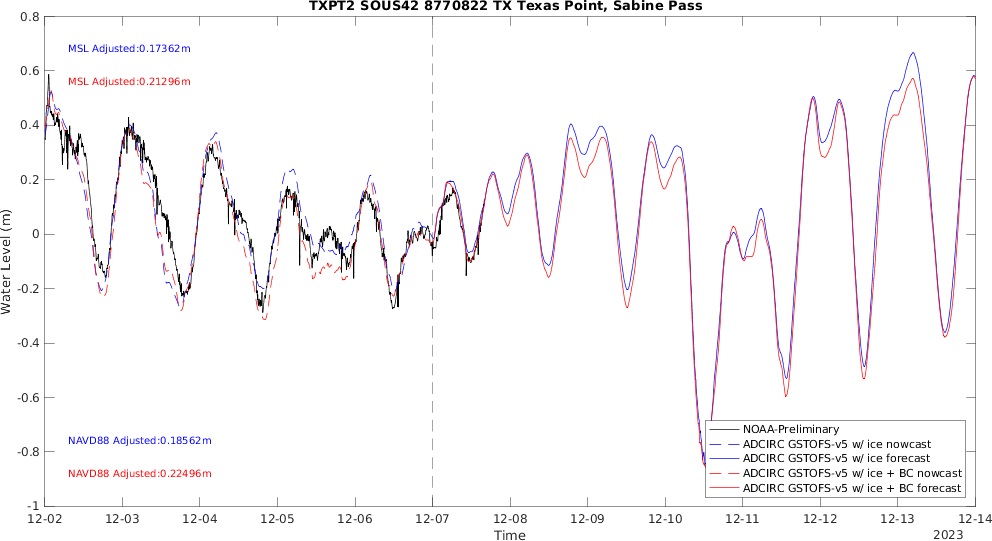 TXPT2 SOUS42 8770822 TX Texas Point, Sabine Pass
0.8
0.6
0.4
0.2
0
-0.2
-0.4
-0.6
-0.8
-1
Water Level (m)
MSL Adjusted:0.17362m
MSL Adjusted:0.21296m
NAVD88 Adjusted:0.18562m
NAVD88 Adjusted:0.22496m
NOAA-Preliminary
ADCIRC GSTOFS-v5 w/ ice nowcast
ADCIRC GSTOFS-v5 w/ ice forecast
ADCIRC GSTOFS-v5 w/ ice + BC nowcast
ADCIRC GSTOFS-v5 w/ ice + BC forecast
12-02 12-03 12-04 12-05 12-06 12-07 12-08 12-09 12-10 12-11 12-12 12-13 12-14
Time
2023